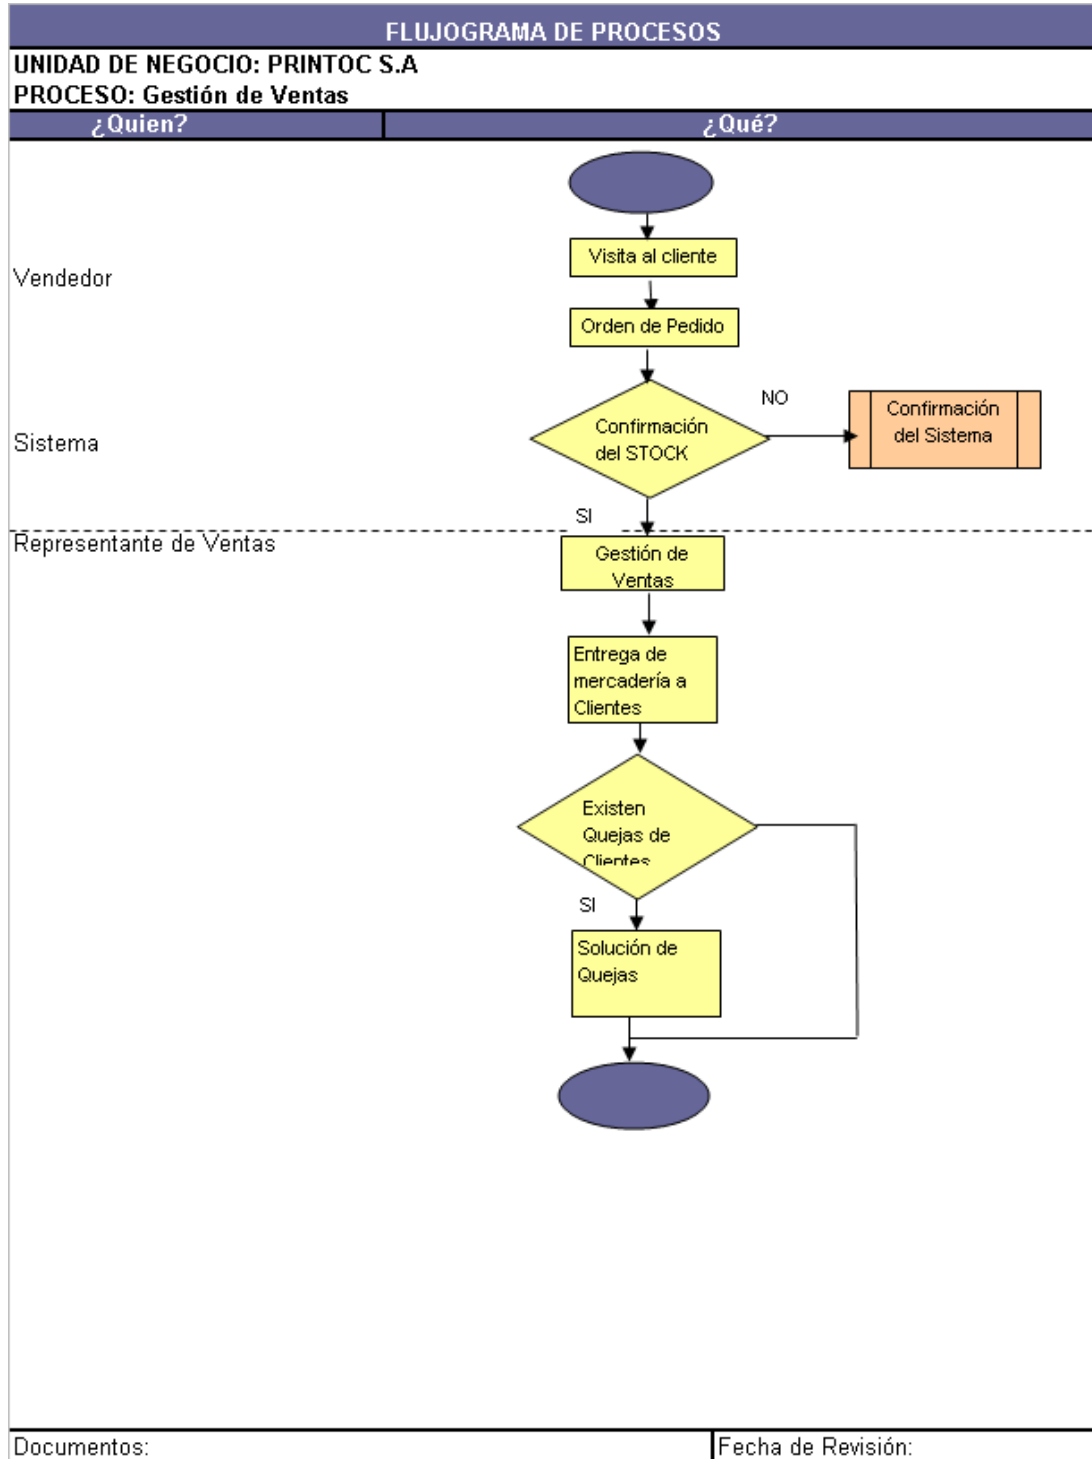 FLUJOGRAMA DE PROCESOS
UNIDAD DE NEGOCIO: PRINTOC S.A
PROCESO: Gestión de Ventas
¿Quien?
¿Qué?
Visita al cliente
Vendedor
Orden de Pedido
NO
Confirmación
del Sistema
Confirmación
del STOCK
Sistema
SI
Representante de Ventas
Gestión de
Ventas
Entrega de
mercadería a
Clientes
Existen
Quejas de
Clientes
SI
Solución de
Quejas
Documentos:
Fecha de Revisión: